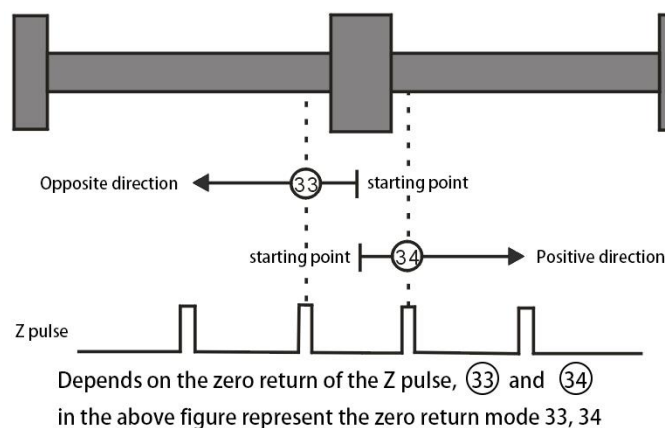 Opposite direction
33
starting point
starting point
34
Positive direction
Z pulse
Depends on the zero return of the Z pulse, 33 and 34
in the above figure represent the zero return mode 33, 34